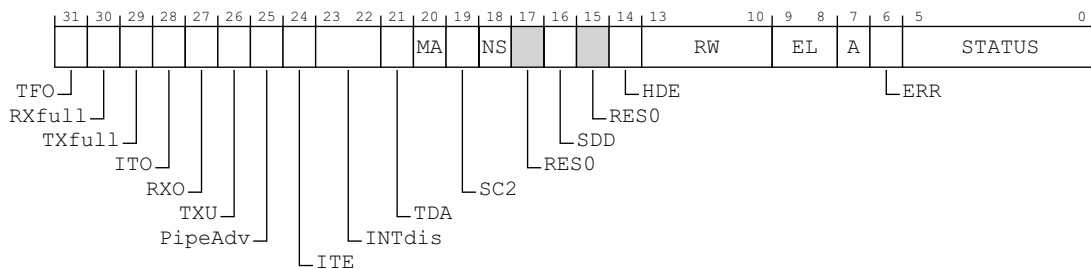 31 30 29 28 27 26 25 24 23 22 21 20 19 18 17 16 15 14 13 10 9 8 7 6 5 0
MA NS RW EL A STATUS
TFO HDE ERR
RXfull RES0
TXfull SDD
ITO RES0
RXO SC2
TXU TDA
PipeAdv INTdis
ITE